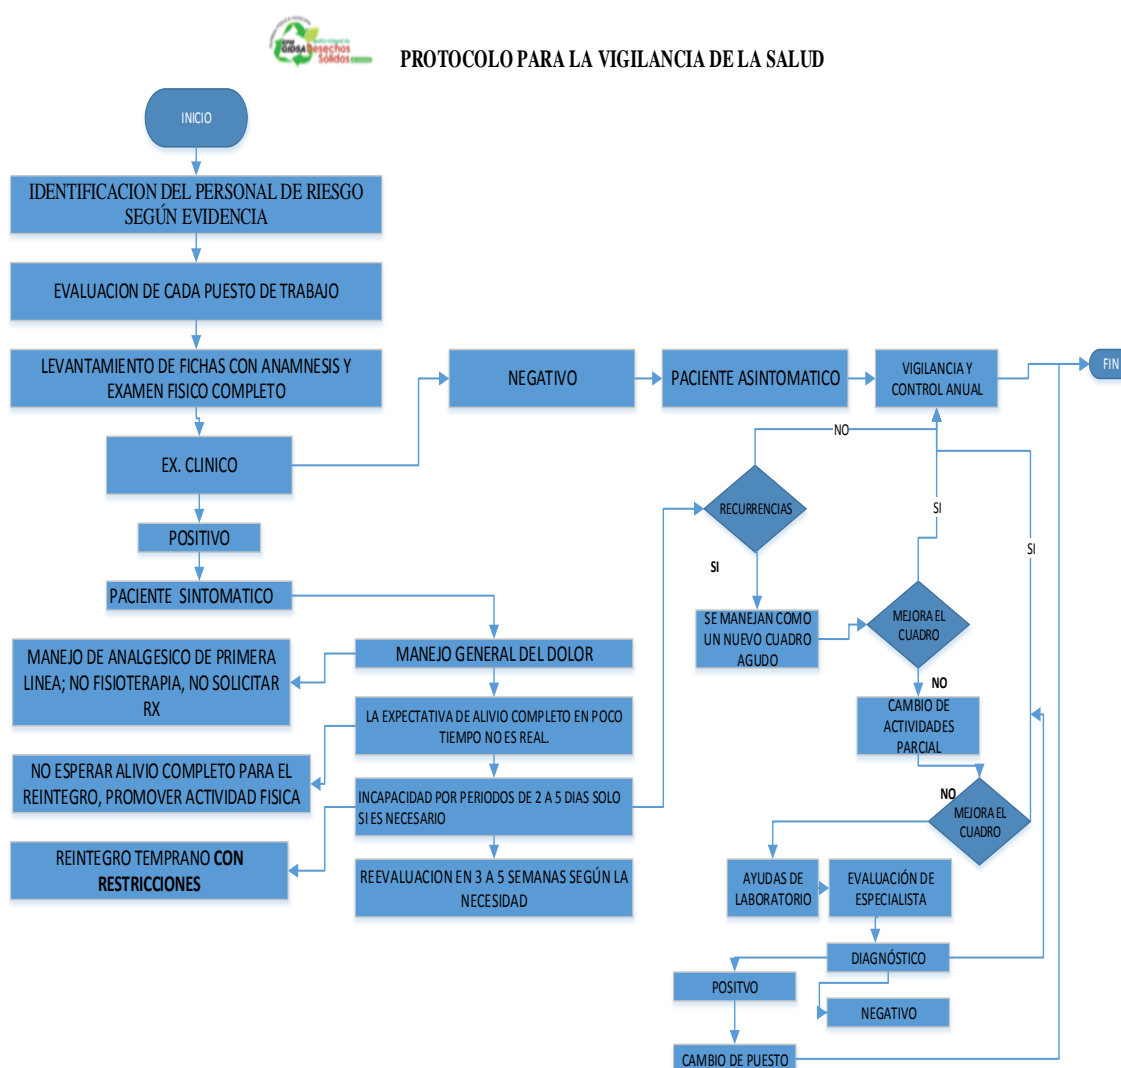 GIDSA
Desechos
Sólidos
PROTOCOLO PARA LA VIGILANCIA DE LA SALUD
INICIO
IDENTIFICACION DEL PERSONAL DE RIESGO
SEGÚN EVIDENCIA
EVALUACION DE CADA PUESTO DE TRABAJO
LEVANTAMIENTO DE FICHAS CON ANAMNESIS Y
EXAMEN FISICO COMPLETO
NEGATIVO
PACIENTE ASINTOMATICO
VIGILANCIA Y
CONTROL ANUAL
FIN
EX. CLINICO
POSITIVO
PACIENTE SINTOMATICO
MANEJO GENERAL DEL DOLOR
MANEJO DE ANALGESICO DE PRIMERA
LINEA; NO FISIOTERAPIA, NO SOLICITAR
RX
LA EXPECTATIVA DE ALIVIO COMPLETO EN POCO
TIEMPO NO ES REAL.
NO ESPERAR ALIVIO COMPLETO PARA EL
REINTEGRO, PROMOVER ACTIVIDAD FISICA
INCAPACIDAD POR PERIODOS DE 2 A 5 DIAS SOLO
SI ES NECESARIO
REINTEGRO TEMPRANO CON
RESTRICCIONES
REEVALUACION EN 3 A 5 SEMANAS SEGÚN LA
NECESIDAD
NO
RECURRENCIAS
SI
SI
SI
SE MANEJAN COMO
UN NUEVO CUADRO
AGUDO
MEJORA EL
CUADRO
NO
CAMBIO DE
ACTIVIDADES
PARCIAL
NO
MEJORA EL
CUADRO
AYUDAS DE
LABORATORIO
EVALUACIÓN DE
ESPECIALISTA
DIAGNÓSTICO
POSITVO
NEGATIVO
CAMBIO DE PUESTO